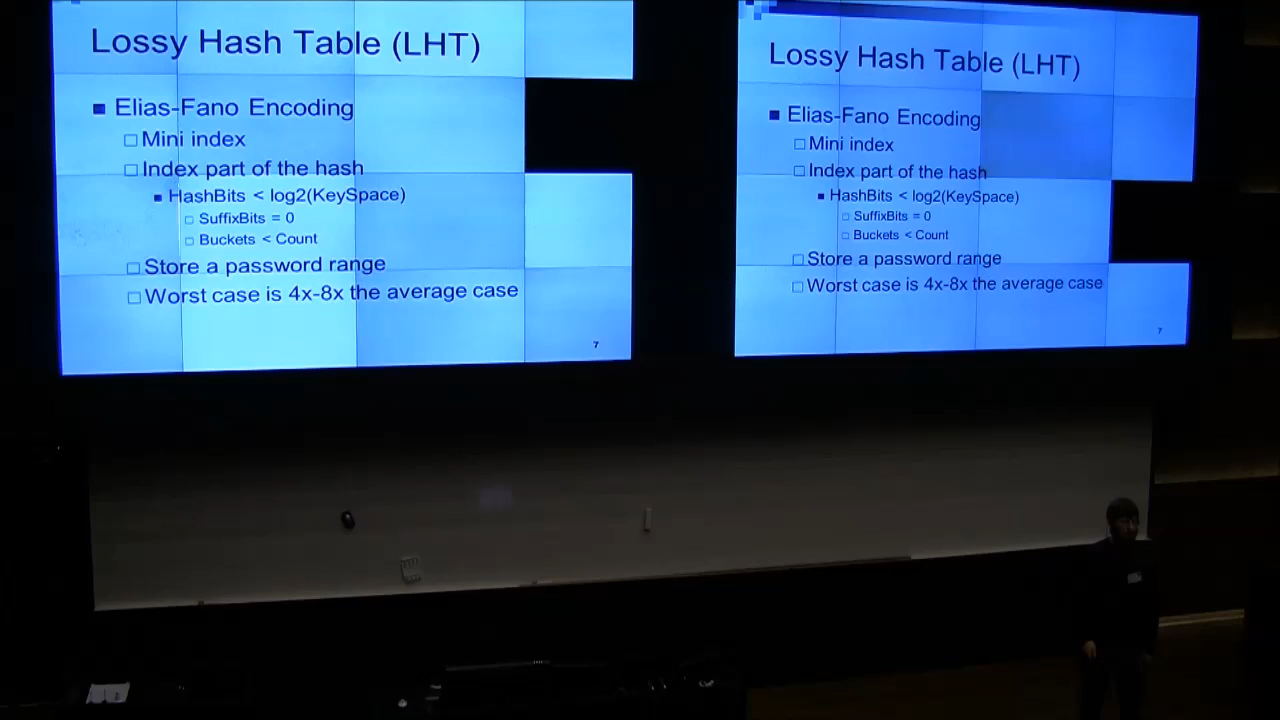 Lossy Hash Table (LHT)
Elias-Fano Encoding
Mini index
Index part of the hash
HashBits < log2(KeySpace)
SuffixBits = 0
Buckets < Count
Store a password range
Worst case is 4x-8x the average case
7
Lossy Hash Table (LHT)
Elias-Fano Encoding
Mini index
Index part of the hash
HashBits < log2(KeySpace)
SuffixBits = 0
Buckets < Count
Store a password range
Worst case is 4x-8x the average case
7